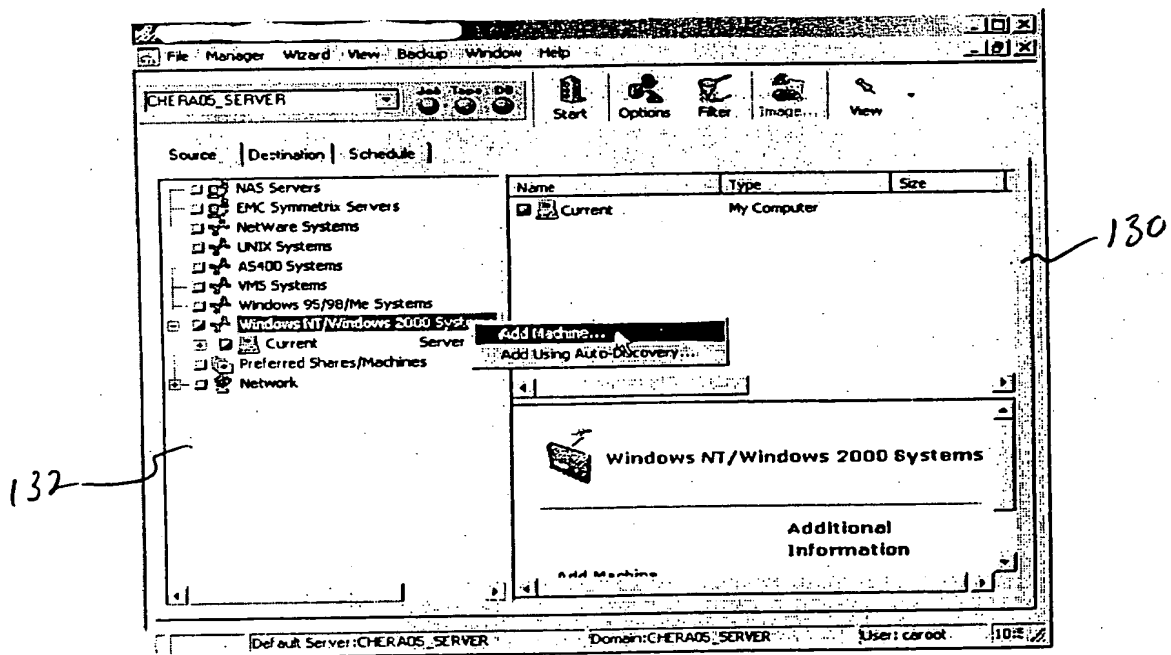 File Manager Wizard View Backup Window Help
CHERA05_SERVER
Job Tape DB
Start Options Filter Image... View
Source Destination Schedule
Name Type Size
NAS Servers
EMC Symmetrix Servers
NetWare Systems
UNIX Systems
AS400 Systems
VMS Systems
Windows 95/98/Me Systems
Windows NT/Windows 2000 Syste
Current Server
Preferred Shares/Machines
Network
Current My Computer
Add Machine...
Add Using Auto-Discovery...
Windows NT/Windows 2000 Systems
Additional
Information
Add Machine
Default Server:CHERA05_SERVER Domain:CHERA05_SERVER User: caroot
130
132